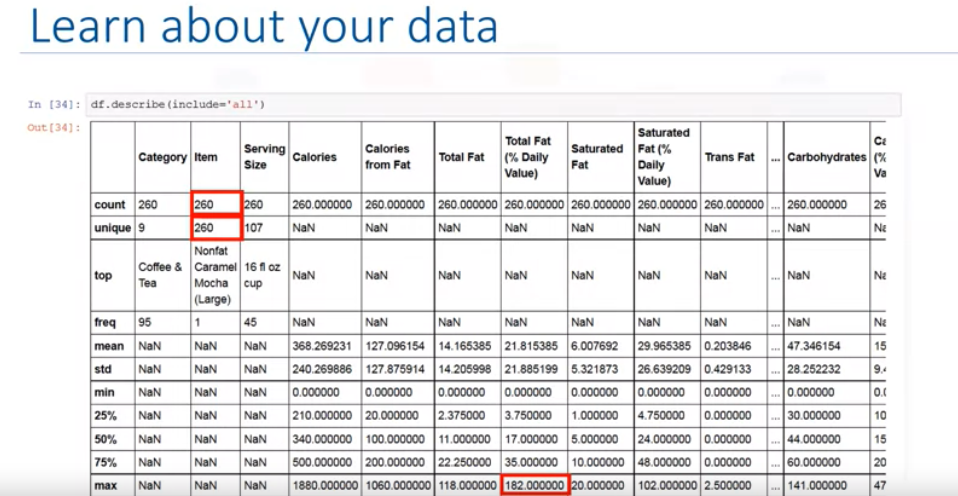 Learn about your data
In [34]: df.describe(include='all')
Out[34]:
Category Item Serving Size Calories Calories from Fat Total Fat Total Fat (% Daily Value) Saturated Fat Saturated Fat (% Daily Value) Trans Fat ... Carbohydrates
count 260 260 260 260.000000 260.000000 260.000000 260.000000 260.000000 260.000000 260.000000 ... 260.000000
unique 9 260 107 NaN NaN NaN NaN NaN NaN NaN ... NaN
top Coffee & Tea Nonfat Caramel Mocha (Large) 16 fl oz cup NaN NaN NaN NaN NaN NaN NaN ... NaN
freq 95 1 45 NaN NaN NaN NaN NaN NaN NaN ... NaN
mean NaN NaN NaN 368.269231 127.096154 14.165385 21.815385 6.007692 29.965385 0.203846 ... 47.346154
std NaN NaN NaN 240.269886 127.875914 14.205998 21.885199 5.321873 26.639209 0.429133 ... 28.252232
min NaN NaN NaN 0.000000 0.000000 0.000000 0.000000 0.000000 0.000000 0.000000 ... 0.000000
25% NaN NaN NaN 210.000000 20.000000 2.375000 3.750000 1.000000 4.750000 0.000000 ... 30.000000
50% NaN NaN NaN 340.000000 100.000000 11.000000 17.000000 5.000000 24.000000 0.000000 ... 44.000000
75% NaN NaN NaN 500.000000 200.000000 22.250000 35.000000 10.000000 48.000000 0.000000 ... 60.000000
max NaN NaN NaN 1880.000000 1060.000000 118.000000 182.000000 20.000000 102.000000 2.500000 ... 141.000000